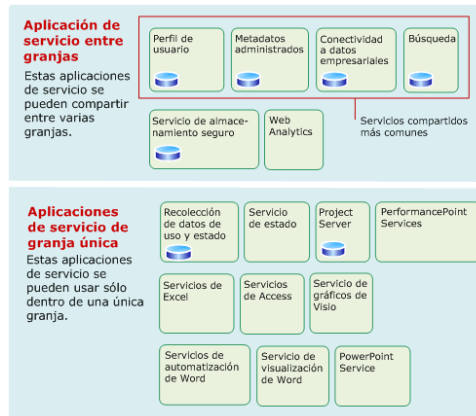 Aplicación de
servicio entre
granjas
Estas aplicaciones
de servicio se
pueden compartir
entre varias
granjas.
Perfil de
usuario
Metadatos
administrados
Conectividad
a datos
empresariales
Búsqueda
Servicio de almace-
namiento seguro
Web
Analytics
Servicios compartidos
más comunes
Aplicaciones
de servicio de
granja única
Estas aplicaciones
de servicio se
pueden usar sólo
dentro de una única
granja.
Recolección
de datos de
uso y estado
Servicio
de estado
Project
Server
PerformancePoint
Services
Servicios de
Excel
Servicios
de Access
Servicio de
gráficos de
Visio
Servicios de
automatización
de Word
Servicio de
visualización
de Word
PowerPoint
Service